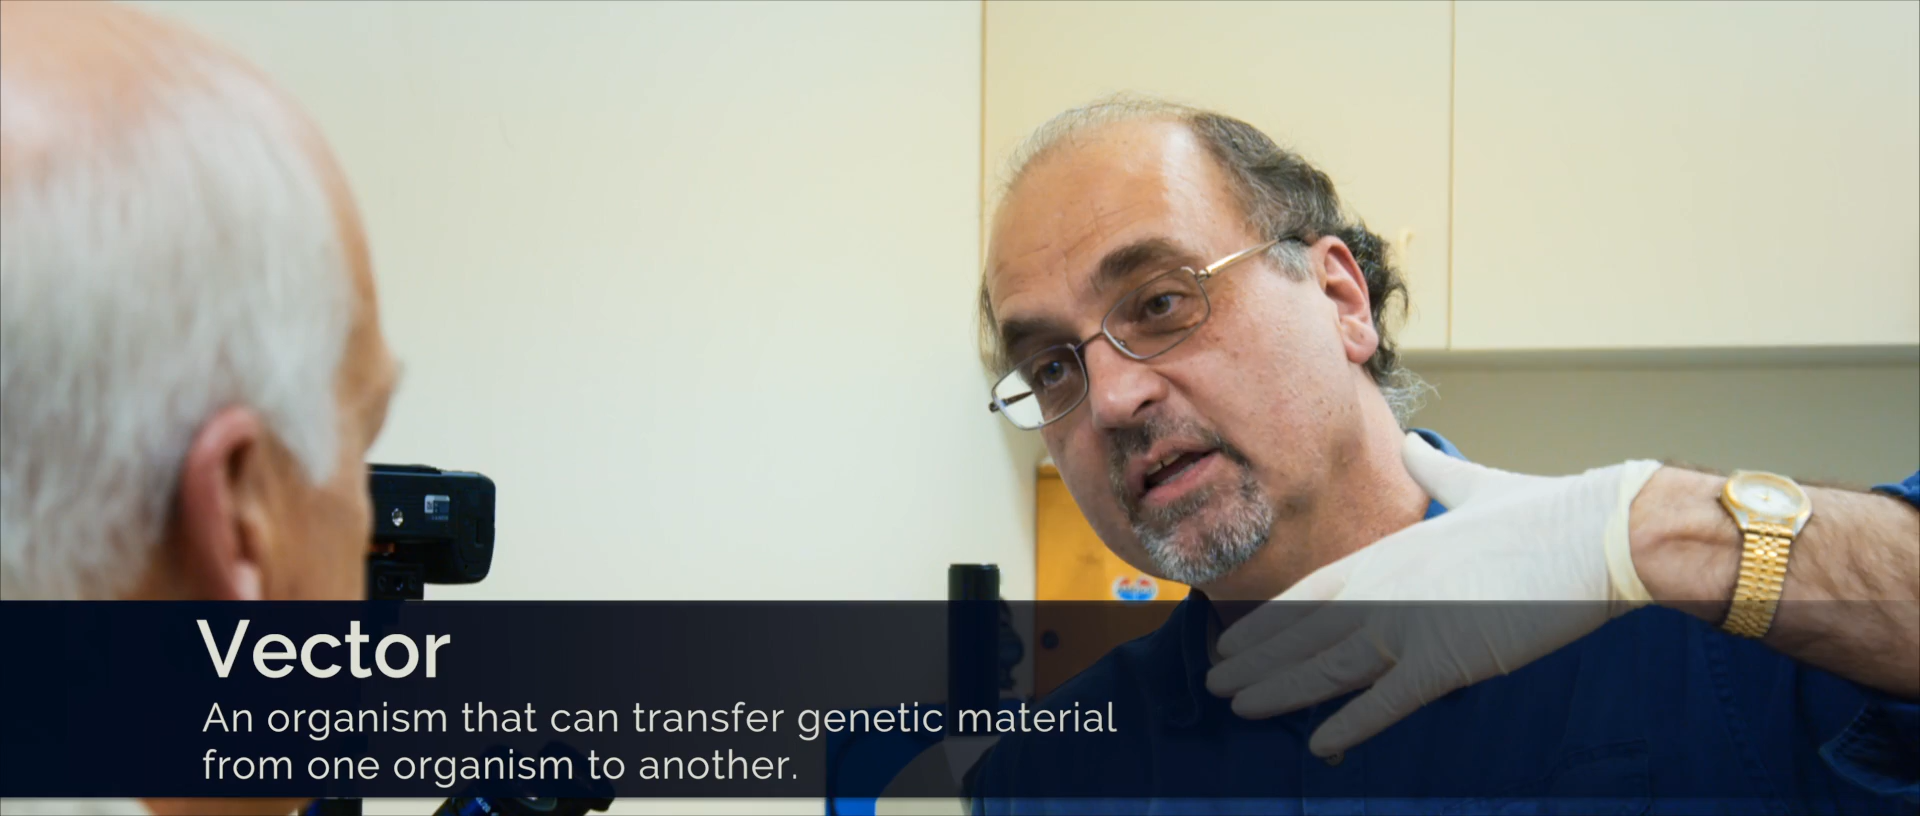 Vector
An organism that can transfer genetic material
from one organism to another.